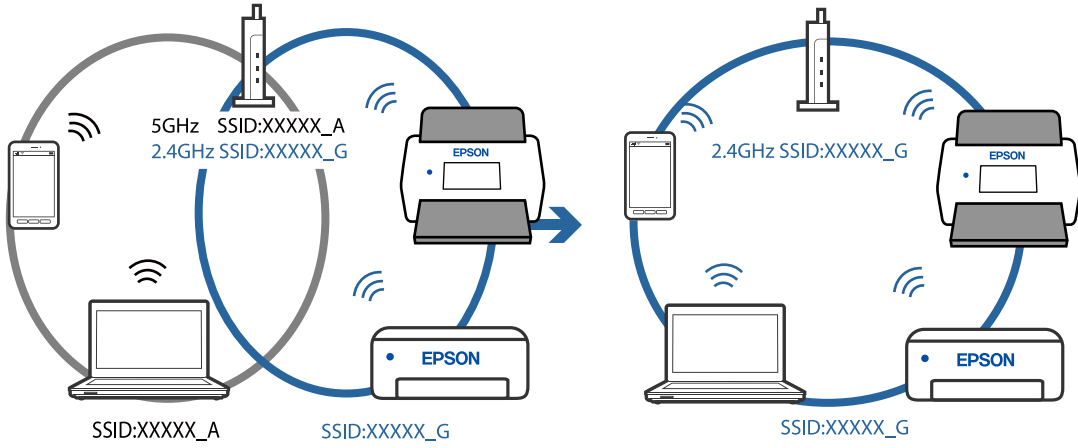 5GHz SSID:XXXXX_A
2.4GHz SSID:XXXXX_G
EPSON
EPSON
SSID:XXXXX_A
SSID:XXXXX_G
2.4GHz SSID:XXXXX_G
EPSON
EPSON
SSID:XXXXX_G